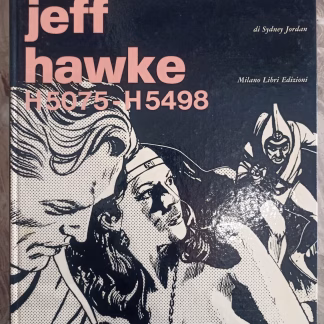 jeff
hawke
H5075-H5498
di Sydney Jordan
Milano Libri Edizioni